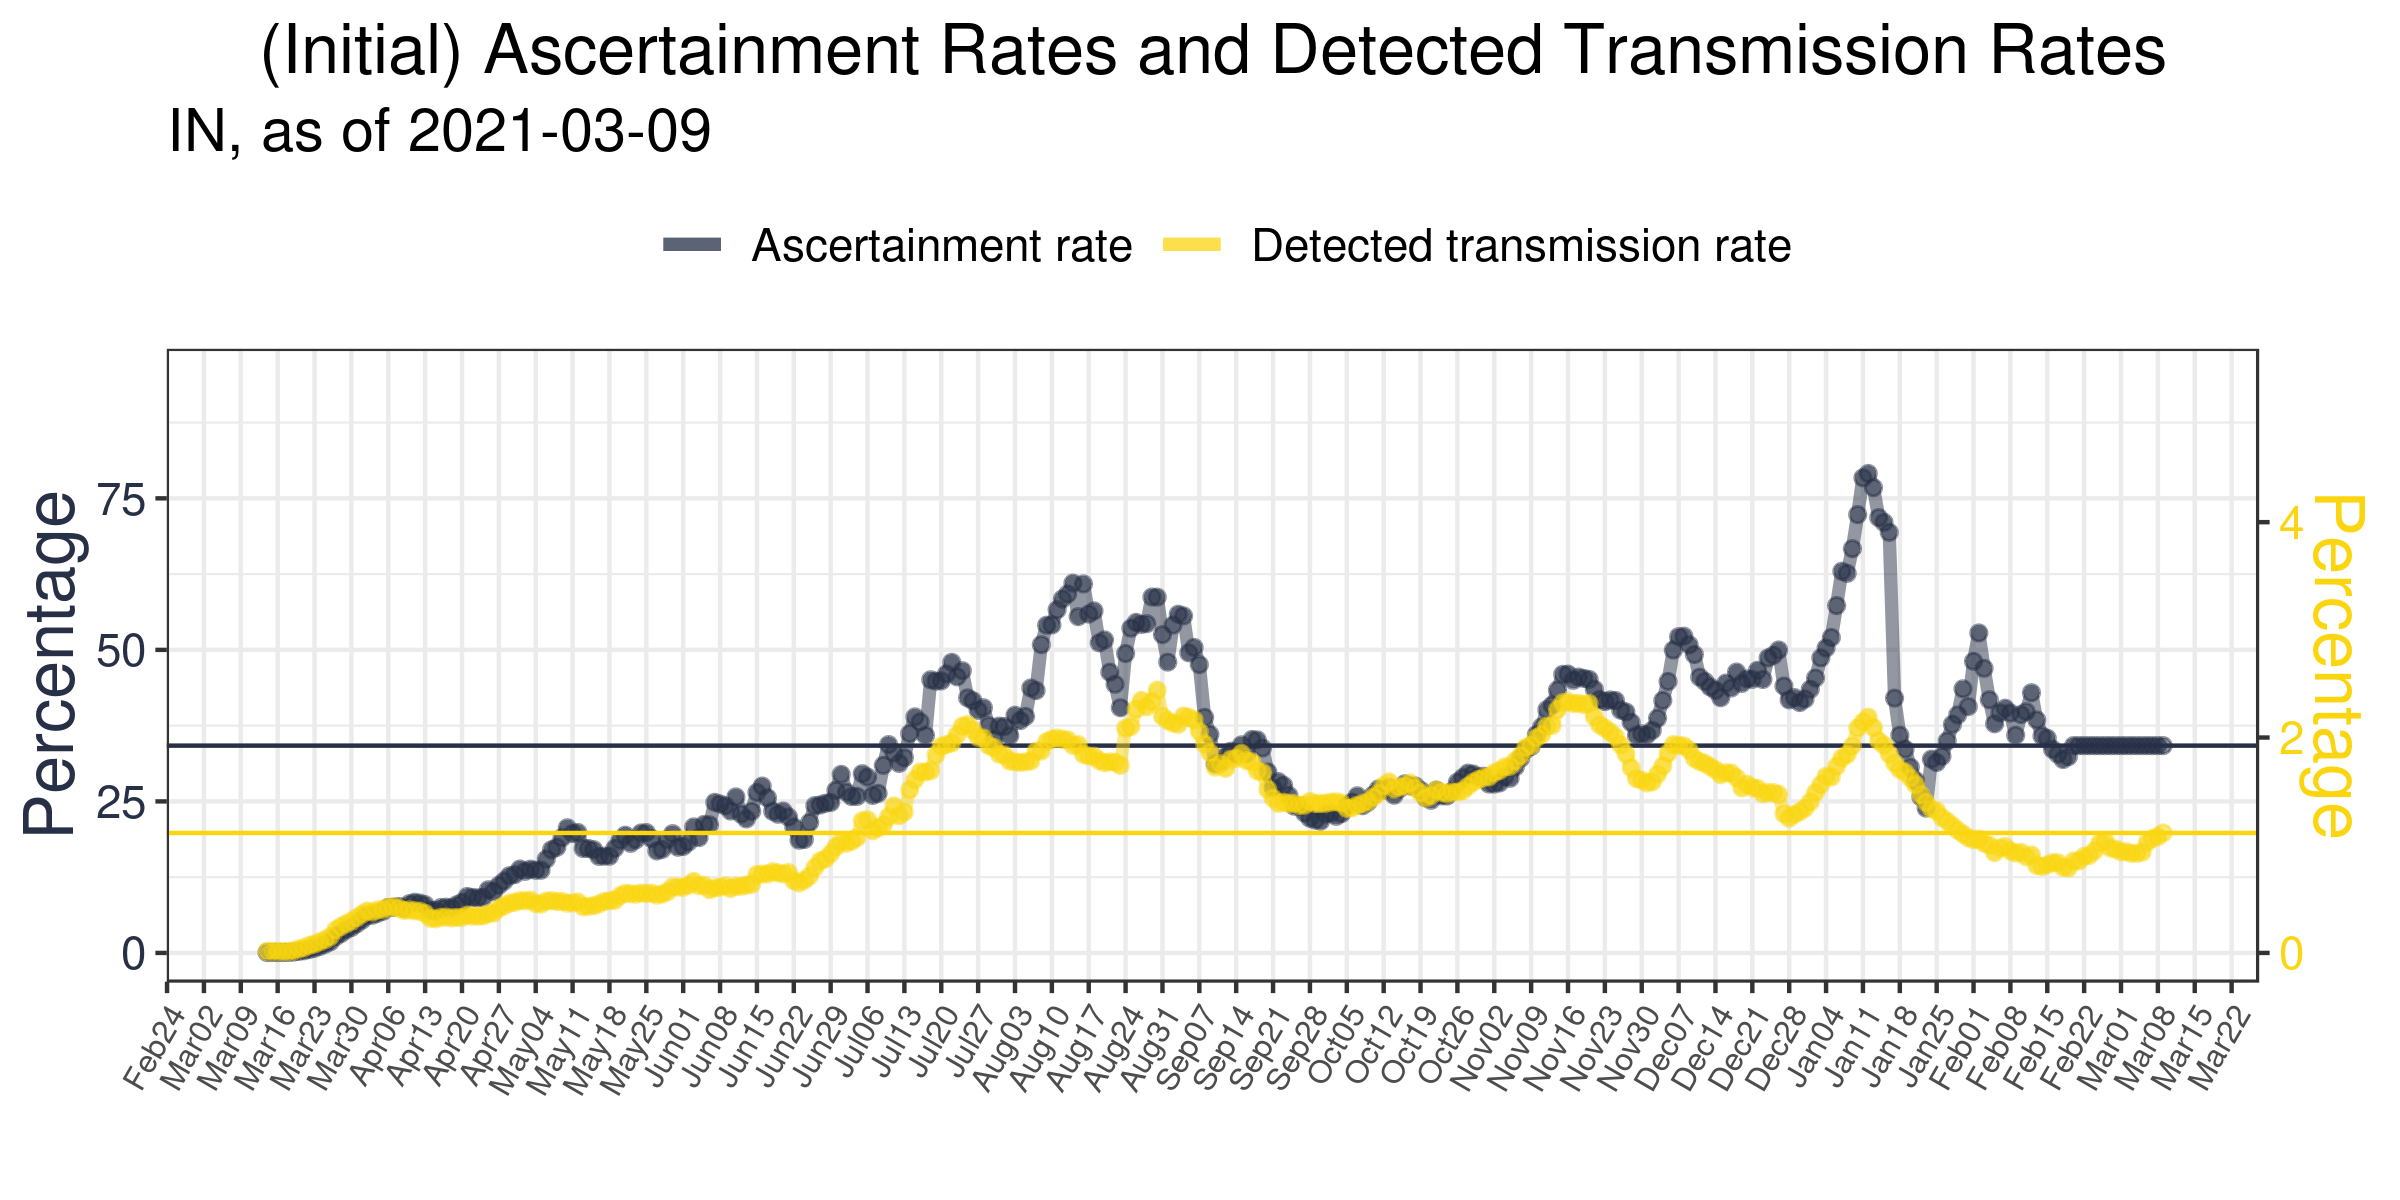 (Initial) Ascertainment Rates and Detected Transmission Rates
IN, as of 2021-03-09
Ascertainment rate Detected transmission rate
Percentage
75
50
25
0
4
2
0
Percentage
Feb24 Mar02 Mar09 Mar16 Mar23 Mar30 Apr06 Apr13 Apr20 Apr27 May04 May11 May18 May25 Jun01 Jun08 Jun15 Jun22 Jun29 Jul06 Jul13 Jul20 Jul27 Aug03 Aug10 Aug17 Aug24 Aug31 Sep07 Sep14 Sep21 Sep28 Oct05 Oct12 Oct19 Oct26 Nov02 Nov09 Nov16 Nov23 Nov30 Dec07 Dec14 Dec21 Dec28 Jan04 Jan11 Jan18 Jan25 Feb01 Feb08 Feb15 Feb22 Mar01 Mar08 Mar15 Mar22